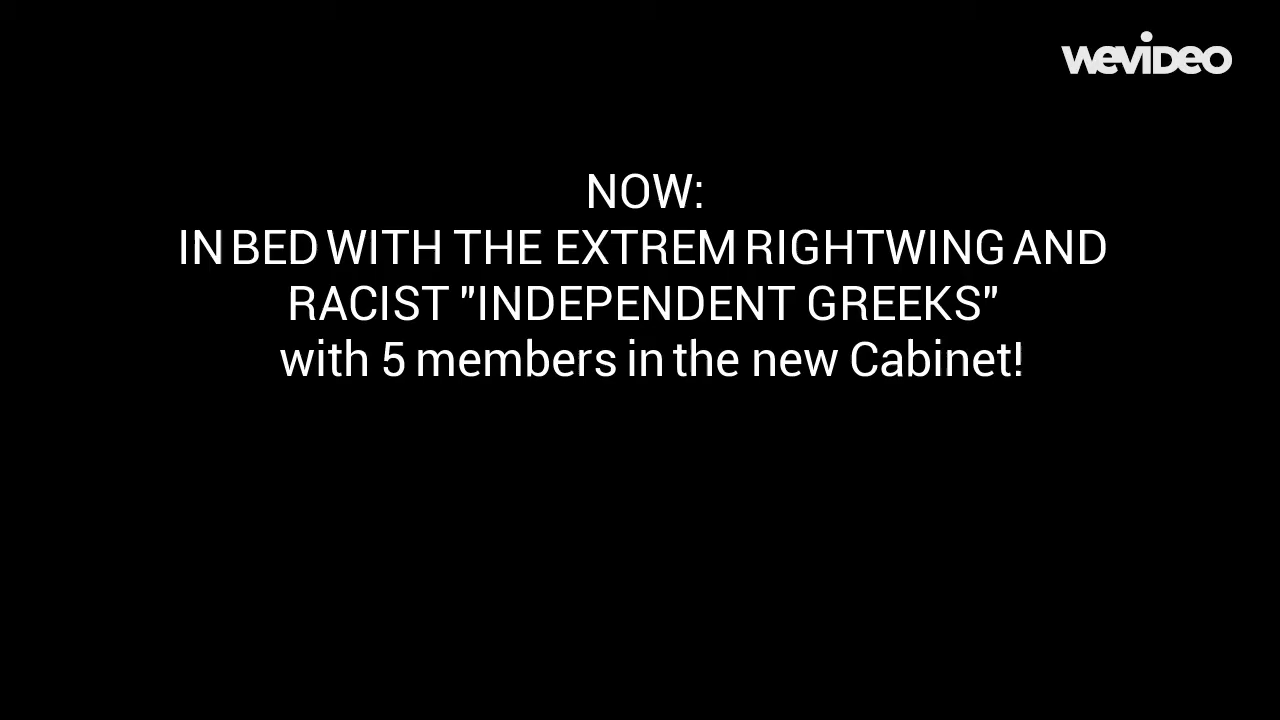 wevideo
NOW:
IN BED WITH THE EXTREM RIGHTWING AND
RACIST "INDEPENDENT GREEKS"
with 5 members in the new Cabinet!